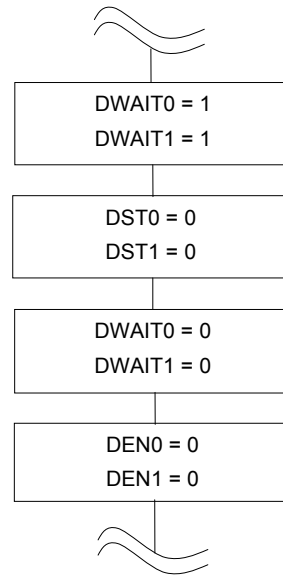 DWAIT0 = 1
DWAIT1 = 1
DST0 = 0
DST1 = 0
DWAIT0 = 0
DWAIT1 = 0
DEN0 = 0
DEN1 = 0